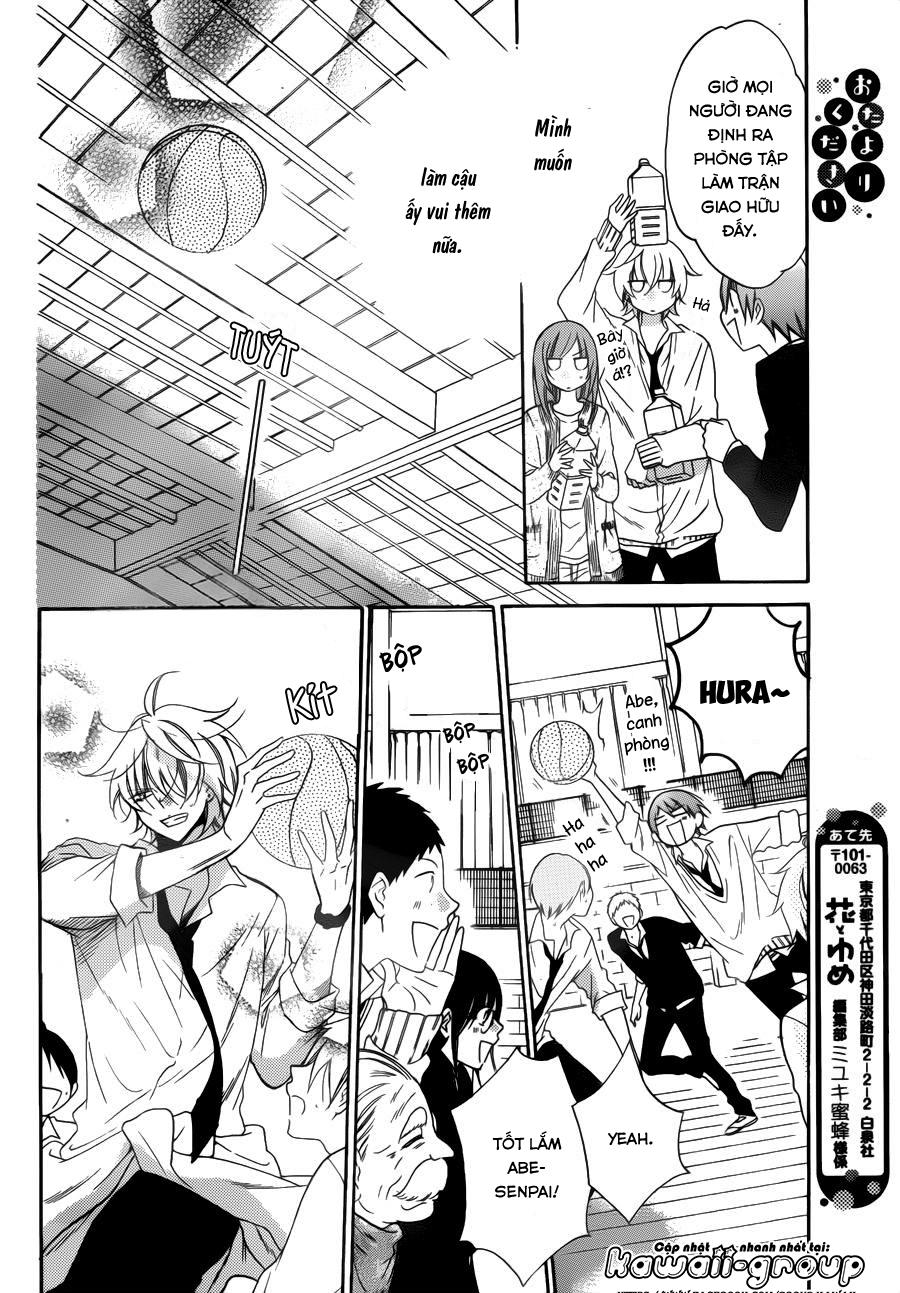 GIỜ MỌI
NGƯỜI ĐANG
ĐỊNH RA
PHÒNG TẬP
LÀM TRẬN
GIAO HỮU
ĐẤY.
Hả
Bây
giờ
á!?
Mình
muốn
làm cậu
ấy vui thêm
nữa.
TUÝT
おたより
ください
HURA~
Abe,
canh
phòng
!!!
Ha
ha
ha
BỘP
BỘP
BỘP
KÍT
YEAH.
TỐT LẮM
ABE-
SENPAI!
あて先
〒101-
0063
東京都千代田区神田淡路町2-2-2 白泉社
花とゆめ 編集部 ミユキ蜜蜂様係
Cập nhật nhanh nhất tại:
kawaii-group